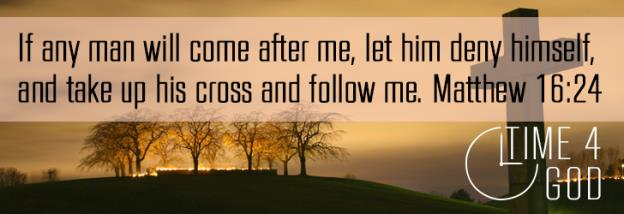 If any man will come after me, let him deny himself,
and take up his cross and follow me. Matthew 16:24
TIME 4
GOD